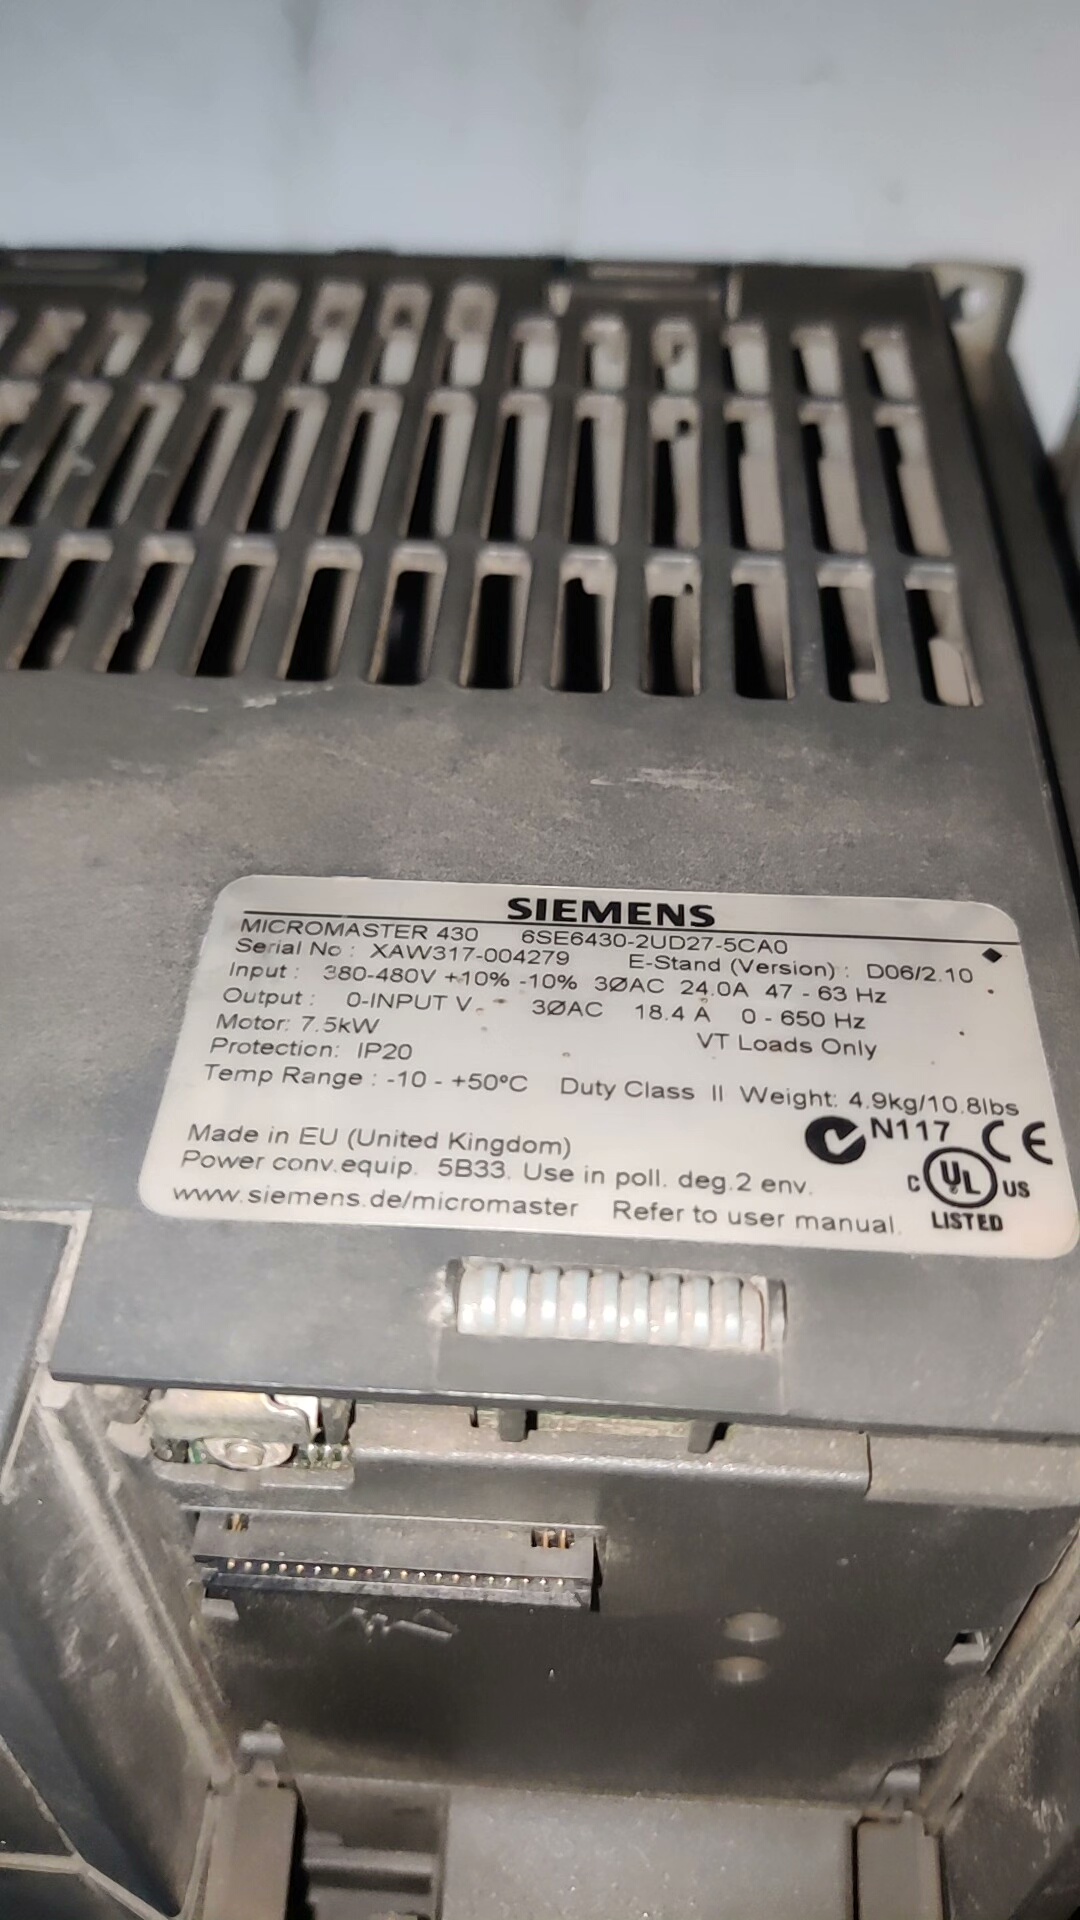 SIEMENS
MICROMASTER 430 6SE6430-2UD27-5CA0
Serial No : XAW317-004279 E-Stand (Version) : D06/2.10
Input : 380-480V +10% -10% 3ØAC 24.0A 47 - 63 Hz
Output : 0-INPUT V 3ØAC 18.4 A 0 - 650 Hz
Motor: 7.5kW VT Loads Only
Protection: IP20
Temp Range : -10 - +50°C Duty Class II Weight: 4.9kg/10.8lbs
N117 CE
Made in EU (United Kingdom)
Power conv.equip. 5B33. Use in poll. deg.2 env.
C UL US
www.siemens.de/micromaster Refer to user manual.
LISTED